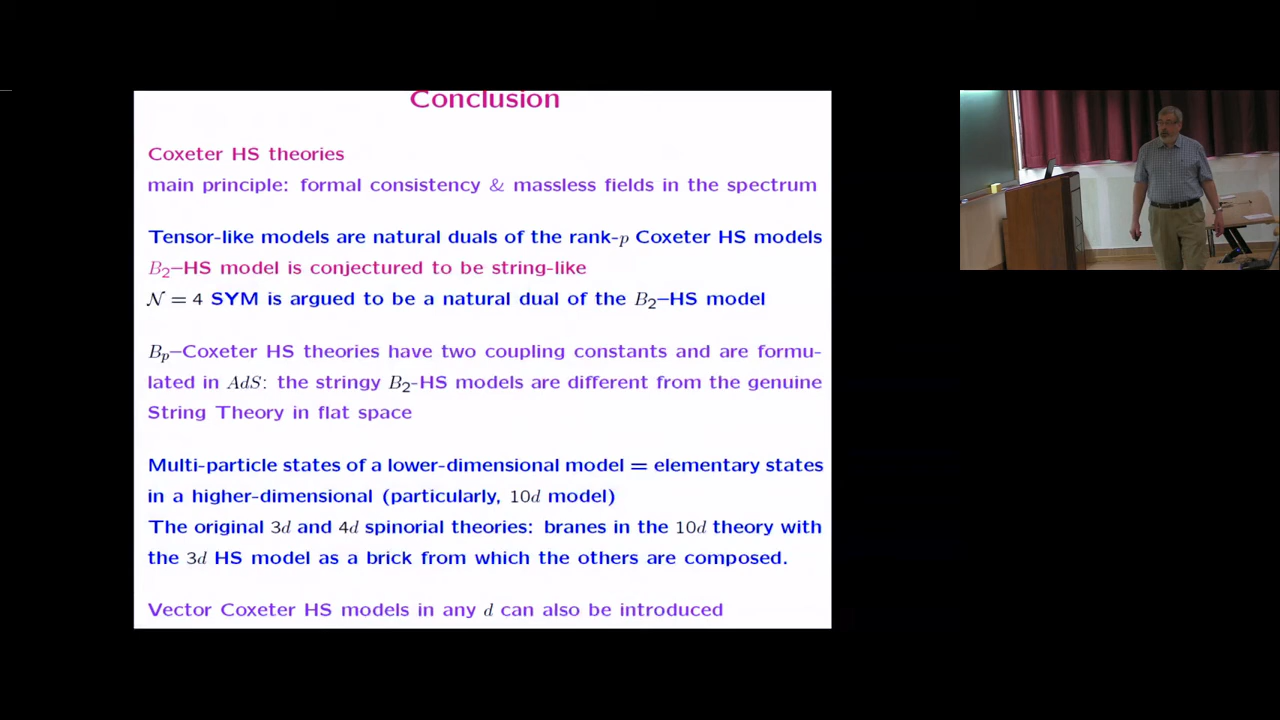 Conclusion
Coxeter HS theories
main principle: formal consistency & massless fields in the spectrum
Tensor-like models are natural duals of the rank-p Coxeter HS models
B₂–HS model is conjectured to be string-like
𝒩 = 4 SYM is argued to be a natural dual of the B₂–HS model
Bₚ–Coxeter HS theories have two coupling constants and are formu-
lated in AdS: the stringy B₂-HS models are different from the genuine
String Theory in flat space
Multi-particle states of a lower-dimensional model = elementary states
in a higher-dimensional (particularly, 10d model)
The original 3d and 4d spinorial theories: branes in the 10d theory with
the 3d HS model as a brick from which the others are composed.
Vector Coxeter HS models in any d can also be introduced